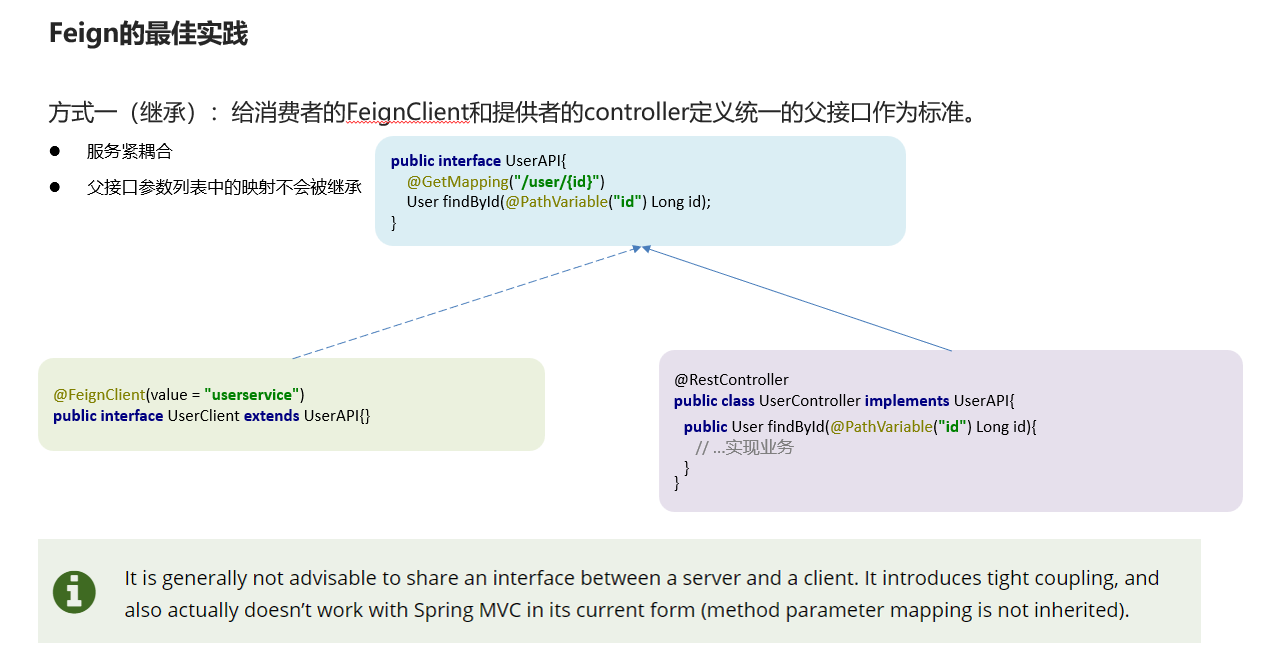 Feign的最佳实践
方式一（继承）：给消费者的FeignClient和提供者的controller定义统一的父接口作为标准。
● 服务紧耦合
● 父接口参数列表中的映射不会被继承
public interface UserAPI{
@GetMapping("/user/{id}")
User findById(@PathVariable("id") Long id);
}
@FeignClient(value = "userservice")
public interface UserClient extends UserAPI{}
@RestController
public class UserController implements UserAPI{
public User findById(@PathVariable("id") Long id){
// ...实现业务
}
}
It is generally not advisable to share an interface between a server and a client. It introduces tight coupling, and
also actually doesn’t work with Spring MVC in its current form (method parameter mapping is not inherited).